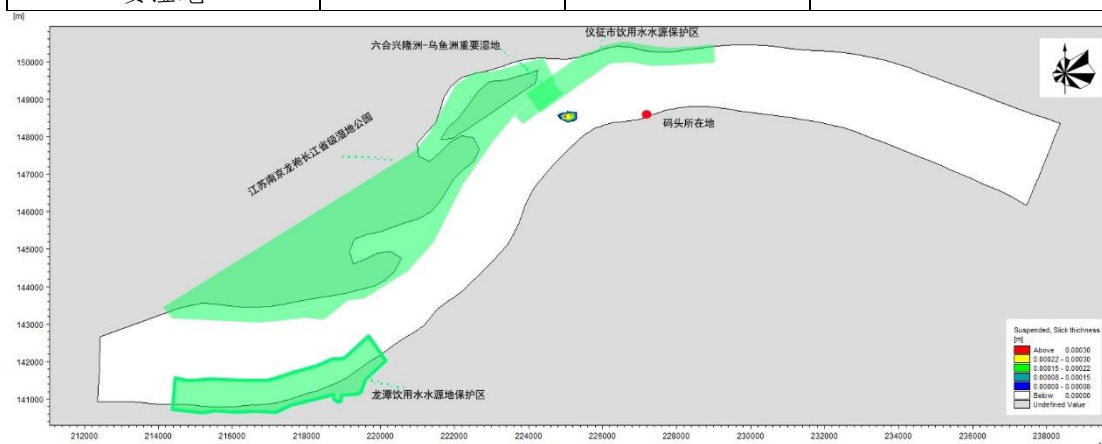 [m]
六合兴隆洲-乌鱼洲重要湿地
仪征市饮用水水源保护区
码头所在地
江苏南京龙袍长江省级湿地公园
龙潭饮用水水源地保护区
150000
149000
148000
147000
146000
145000
144000
143000
142000
141000
212000 214000 216000 218000 220000 222000 224000 226000 228000 230000 232000 234000 236000 238000
Suspended, Slick thickness
[m]
Above 0.00030
0.00022 - 0.00030
0.00015 - 0.00022
0.00008 - 0.00015
0.00000 - 0.00008
Below 0.00000
Undefined Value